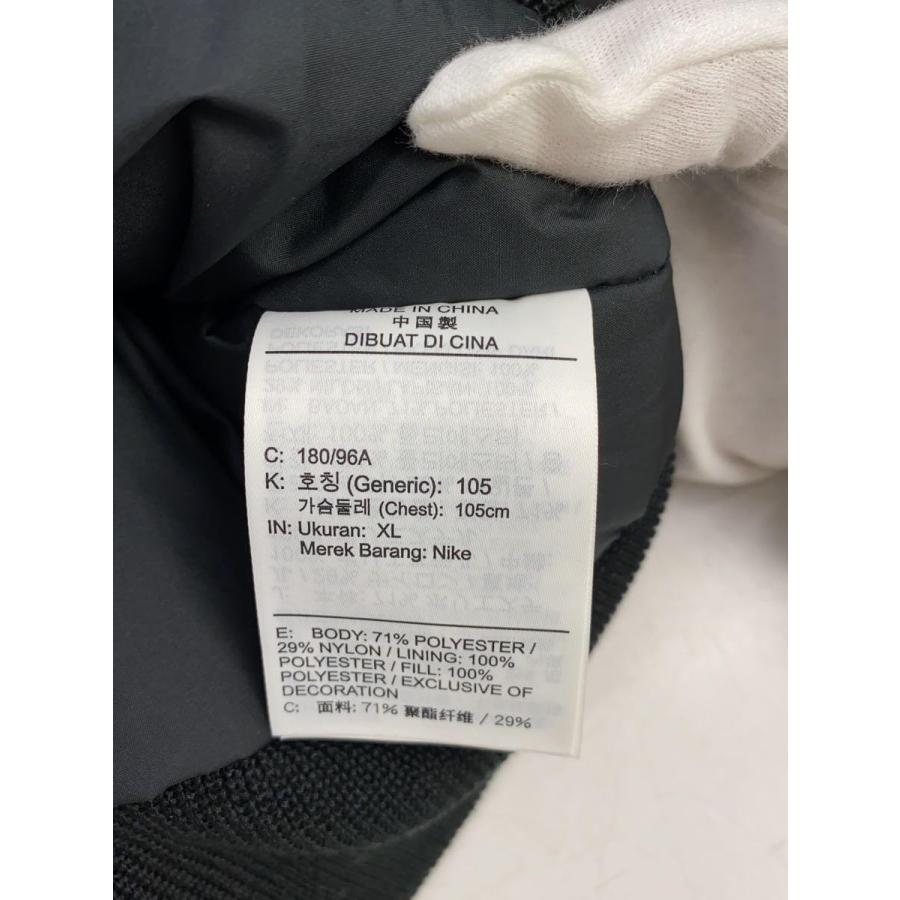 MADE IN CHINA
中国製
DIBUAT DI CINA
C: 180/96A
K: 호칭 (Generic): 105
가슴둘레 (Chest): 105cm
IN: Ukuran: XL
Merek Barang: Nike
E: BODY: 71% POLYESTER /
29% NYLON / LINING: 100%
POLYESTER / FILL: 100%
POLYESTER / EXCLUSIVE OF
DECORATION
C: 面料: 71% 聚酯纤维 / 29%